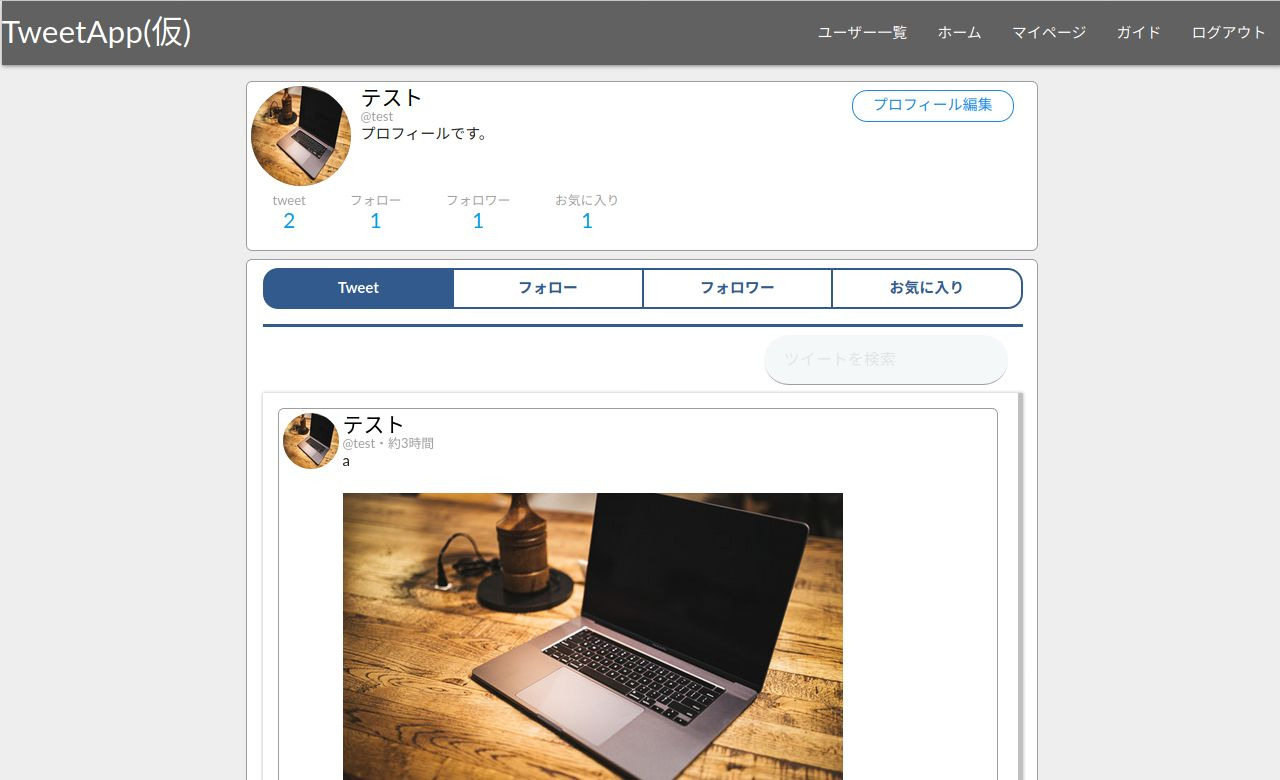 TweetApp(仮)
ユーザー一覧 ホーム マイページ ガイド ログアウト
テスト
プロフィール編集
@test
プロフィールです。
tweet フォロー フォロワー お気に入り
2 1 1 1
Tweet フォロー フォロワー お気に入り
ツイートを検索
テスト
@test・約3時間
a